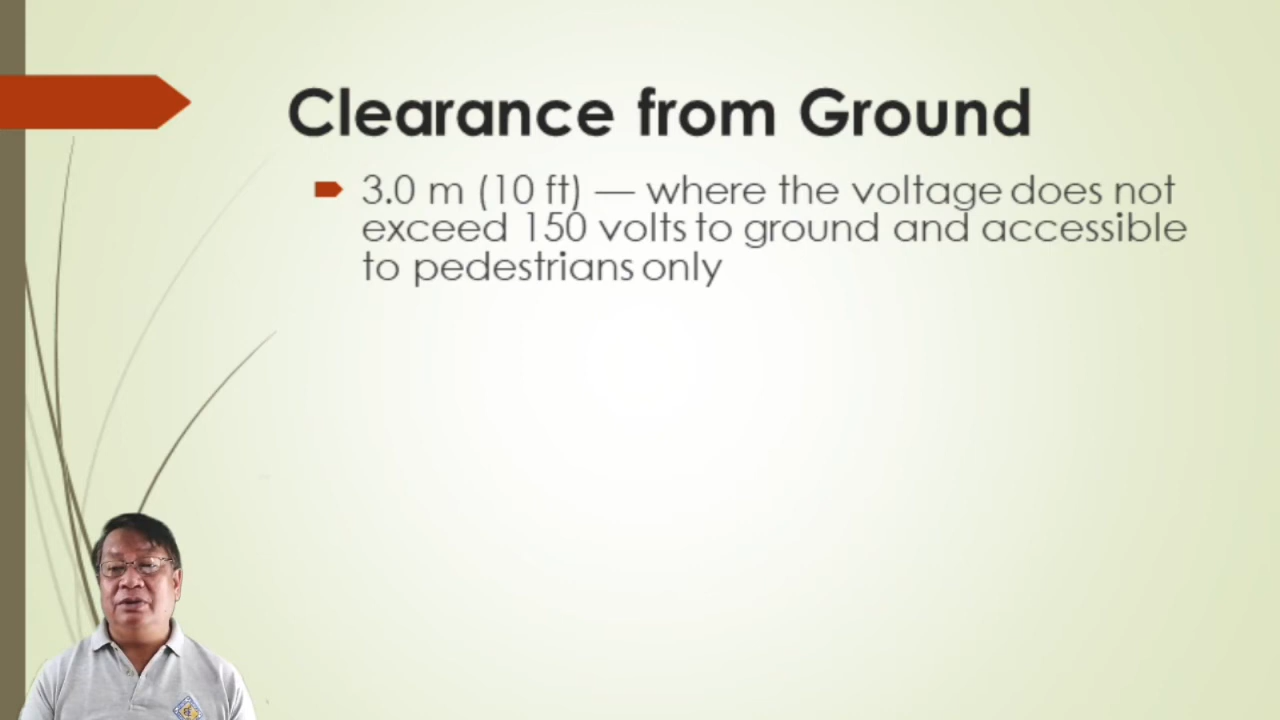 Clearance from Ground
3.0 m (10 ft) — where the voltage does not
exceed 150 volts to ground and accessible
to pedestrians only